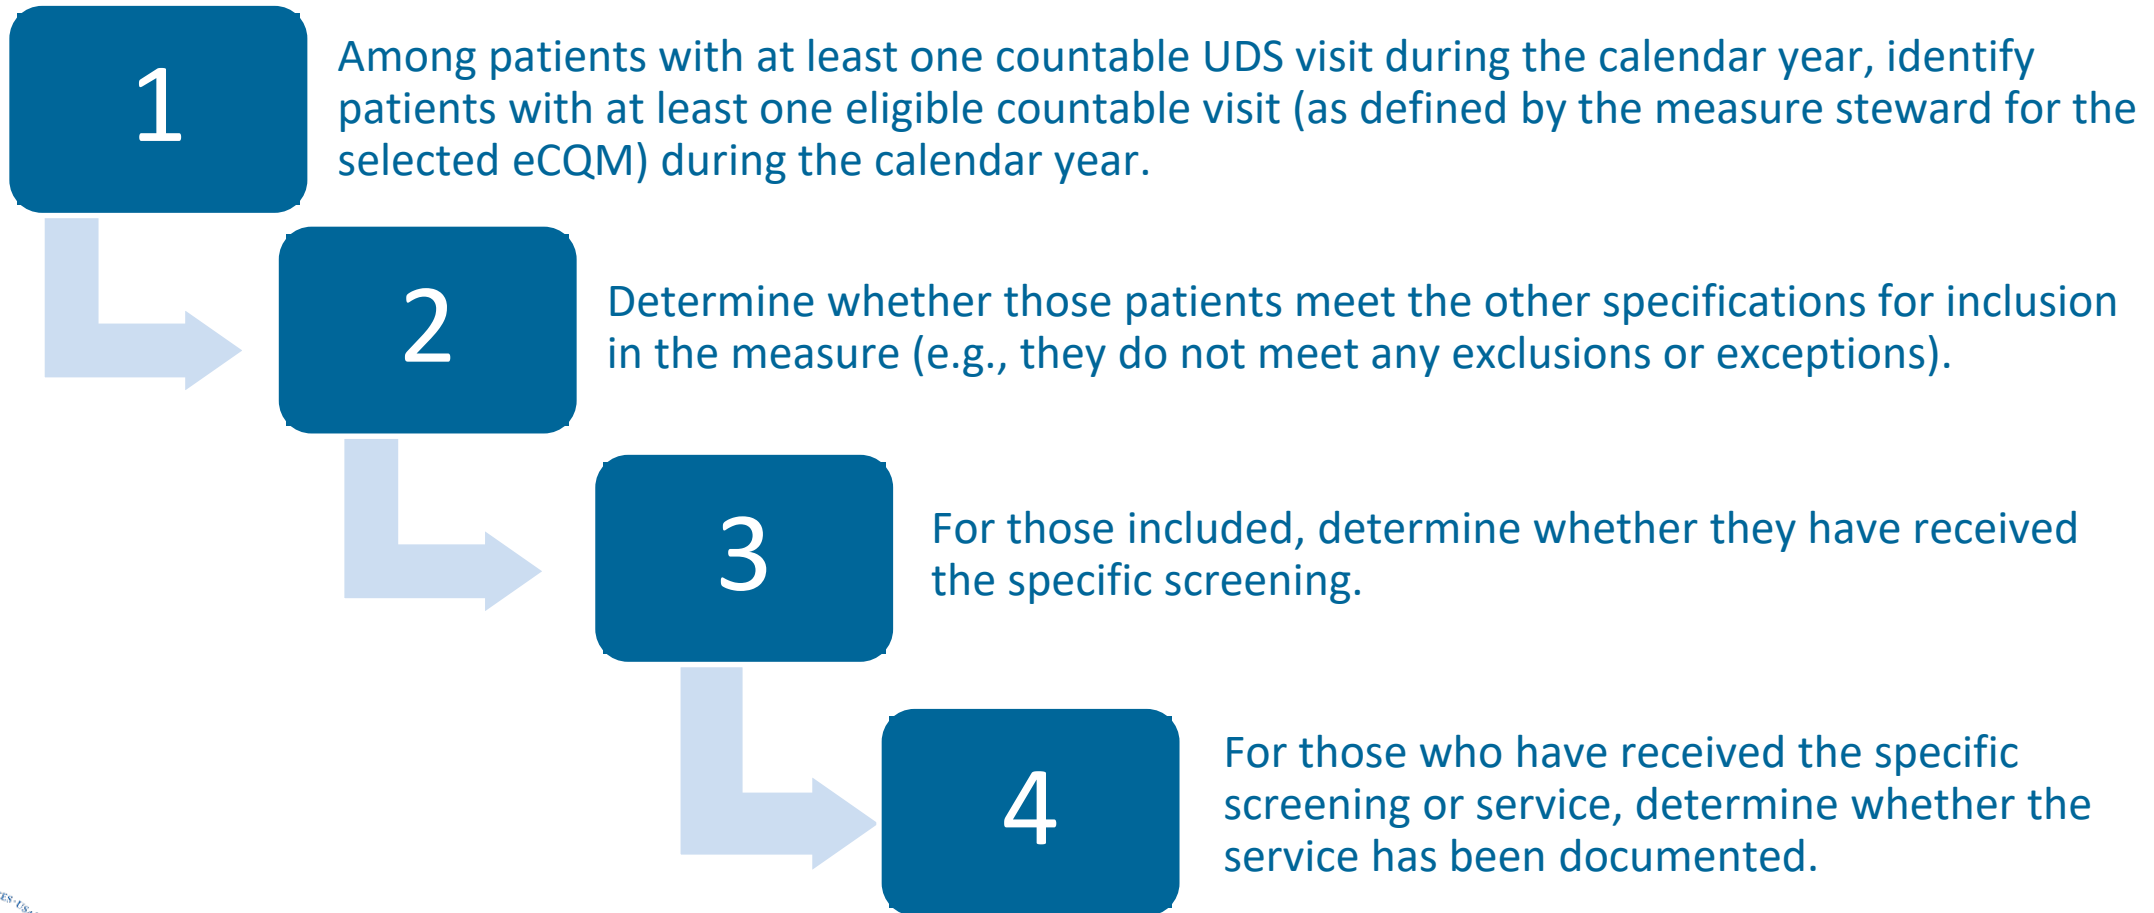 1
Among patients with at least one countable UDS visit during the calendar year, identify
patients with at least one eligible countable visit (as defined by the measure steward for the
selected eCQM) during the calendar year.
2
Determine whether those patients meet the other specifications for inclusion
in the measure (e.g., they do not meet any exclusions or exceptions).
3
For those included, determine whether they have received
the specific screening.
4
For those who have received the specific
screening or service, determine whether the
service has been documented.